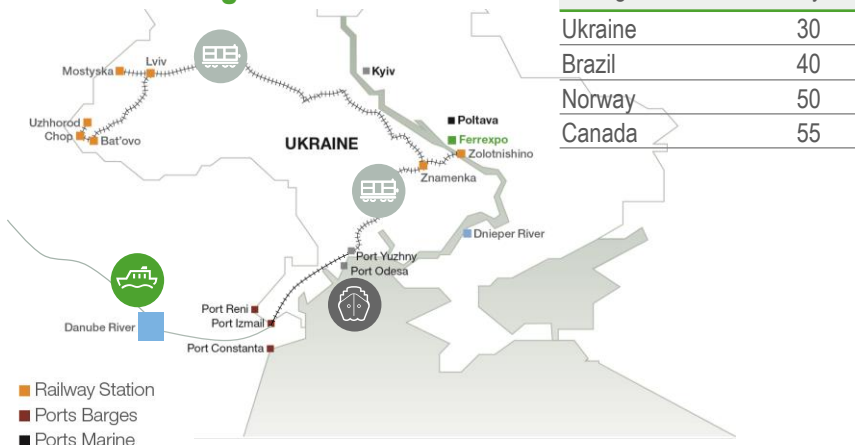 Ukraine 30
Brazil 40
Norway 50
Canada 55
Lviv
Mostyska
Kyiv
Poltava
Uzhhorod
Ferrexpo
Chop
Bat'ovo
UKRAINE
Zolotnishino
Znamenka
Dnieper River
Port Yuzhny
Port Odesa
Port Reni
Port Izmail
Danube River
Port Constanta
Railway Station
Ports Barges
Ports Marine